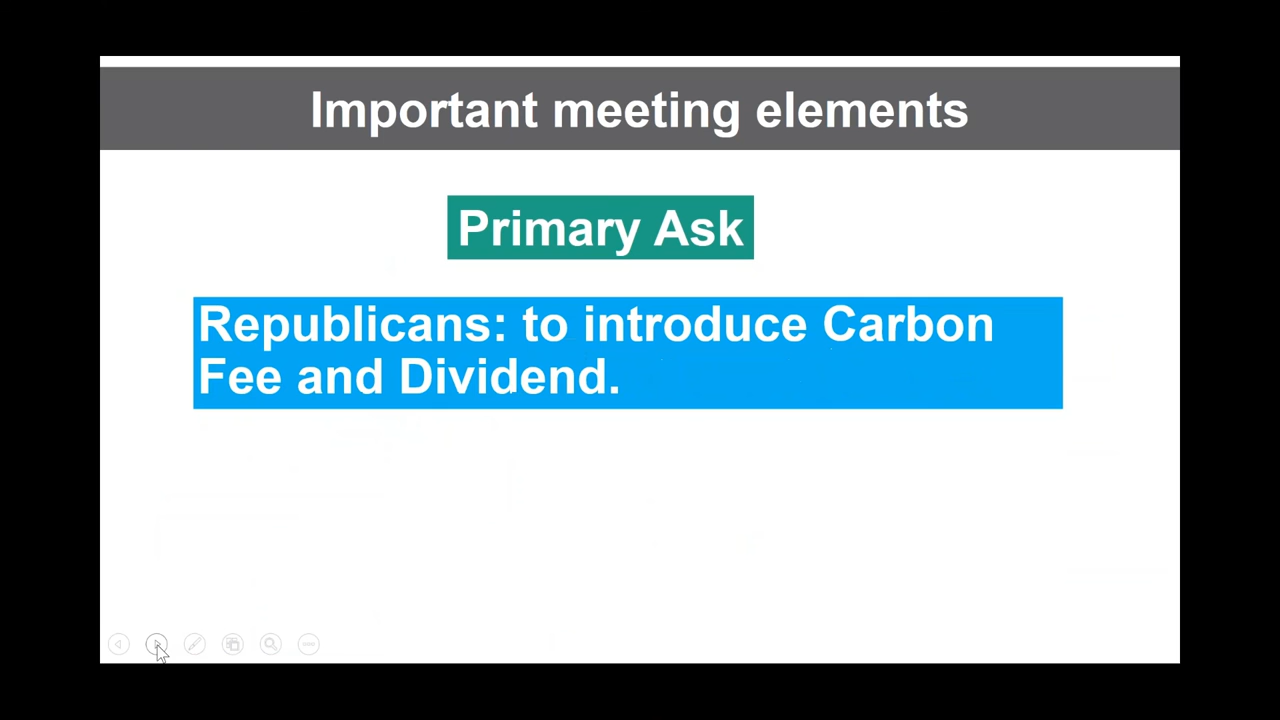 Important meeting elements
Primary Ask
Republicans: to introduce Carbon
Fee and Dividend.